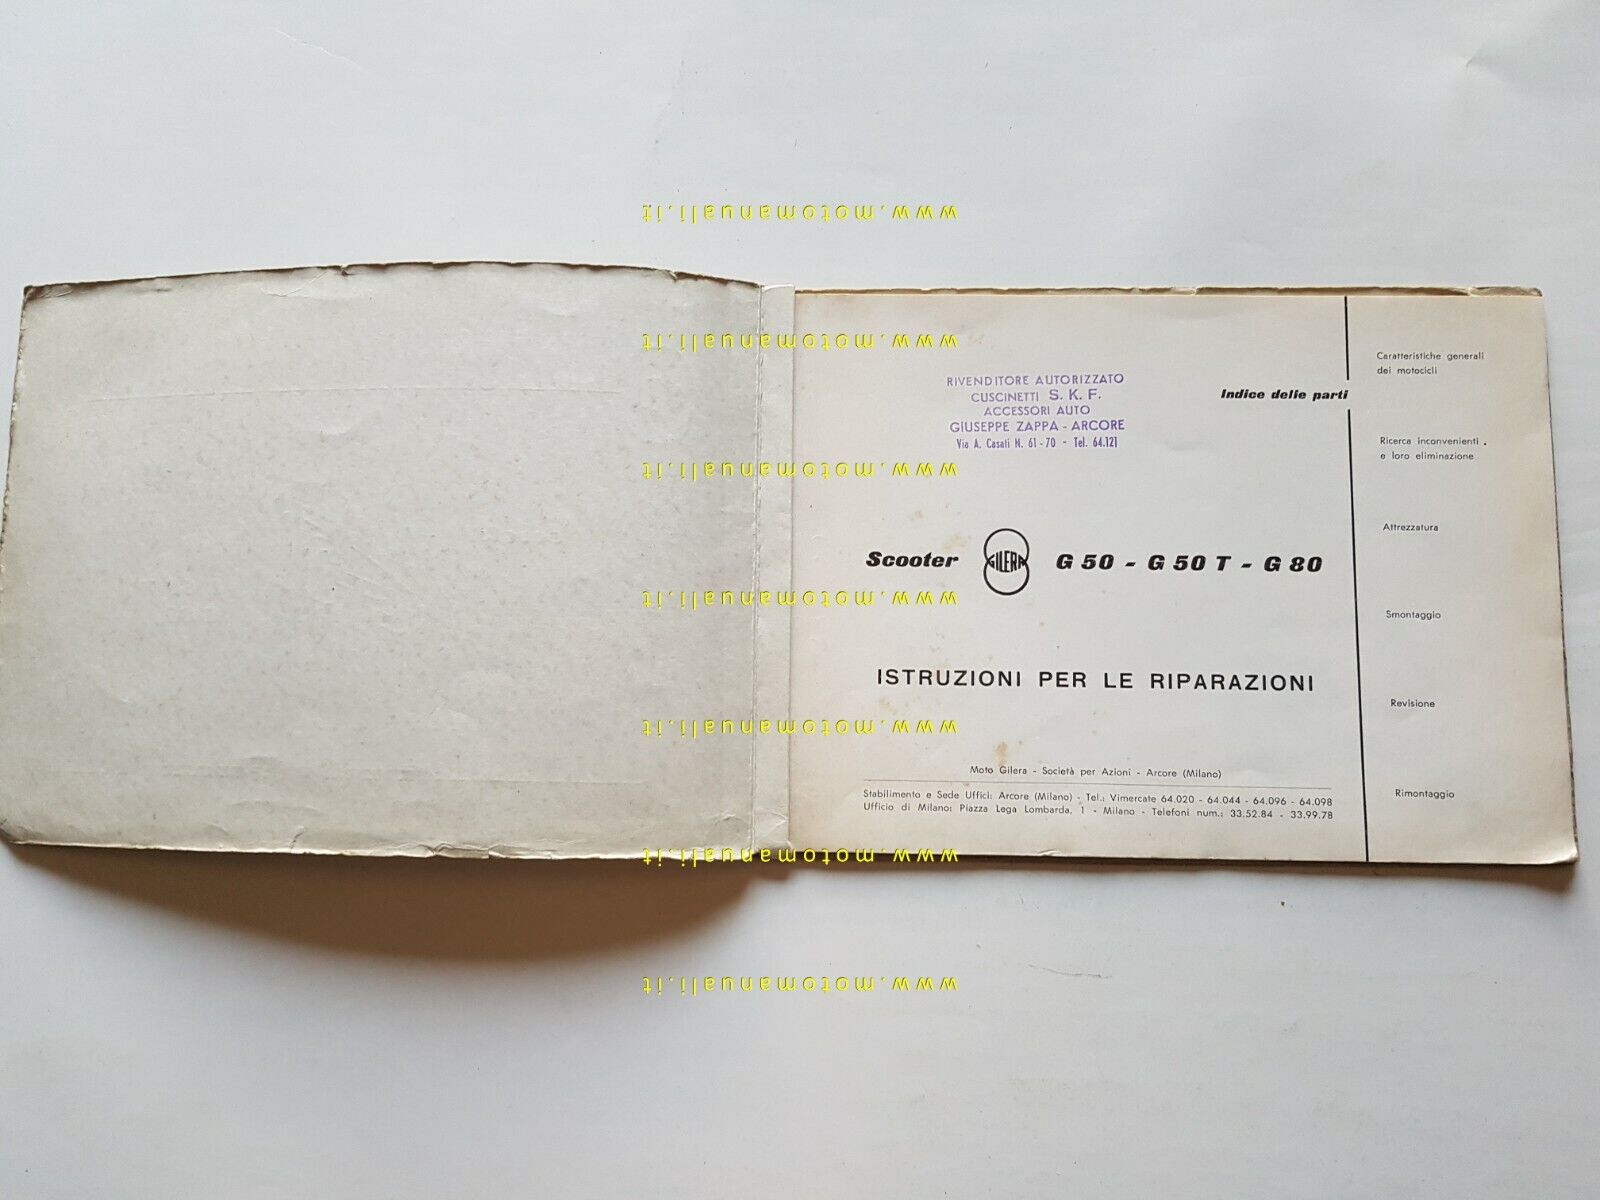 www.motomanuali.it
www.motomanuali.it
www.motomanuali.it
www.motomanuali.it
www.motomanuali.it
www.motomanuali.it
www.motomanuali.it
RIVENDITORE AUTORIZZATO
CUSCINETTI S. K. F.
ACCESSORI AUTO
GIUSEPPE ZAPPA - ARCORE
Via A. Casati N. 61 - 70 - Tel. 64.121
Indice delle parti
Scooter GILERA G 50 - G 50 T - G 80
ISTRUZIONI PER LE RIPARAZIONI
Moto Gilera - Società per Azioni - Arcore (Milano)
Stabilimento e Sede Uffici: Arcore (Milano) - Tel.: Vimercate 64.020 - 64.044 - 64.096 - 64.098
Ufficio di Milano: Piazza Lega Lombarda, 1 - Milano - Telefoni num.: 33.52.84 - 33.99.78
Caratteristiche generali
dei motocicli
Ricerca inconvenienti
e loro eliminazione
Attrezzatura
Smontaggio
Revisione
Rimontaggio